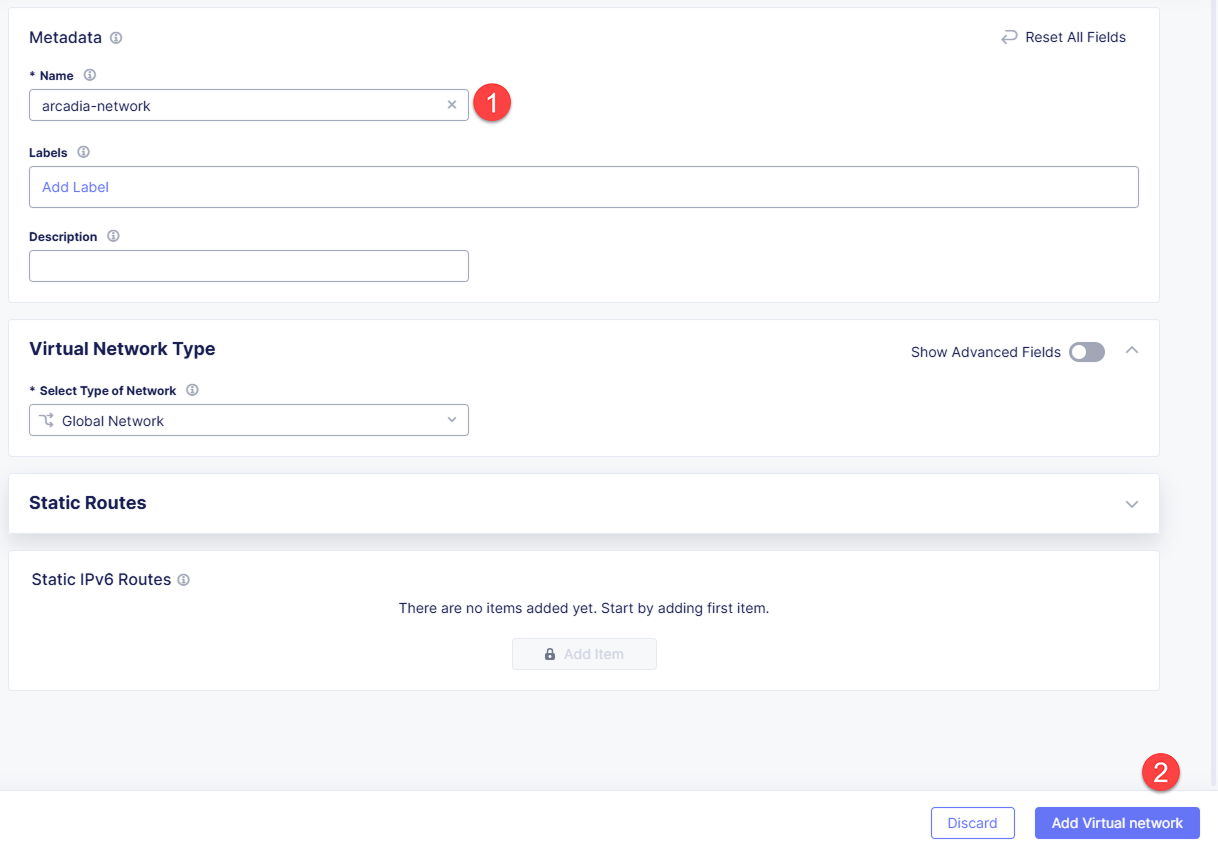 Metadata
Reset All Fields
* Name
arcadia-network
1
Labels
Add Label
Description
Virtual Network Type
Show Advanced Fields
* Select Type of Network
Global Network
Static Routes
Static IPv6 Routes
There are no items added yet. Start by adding first item.
Add Item
2
Discard
Add Virtual network